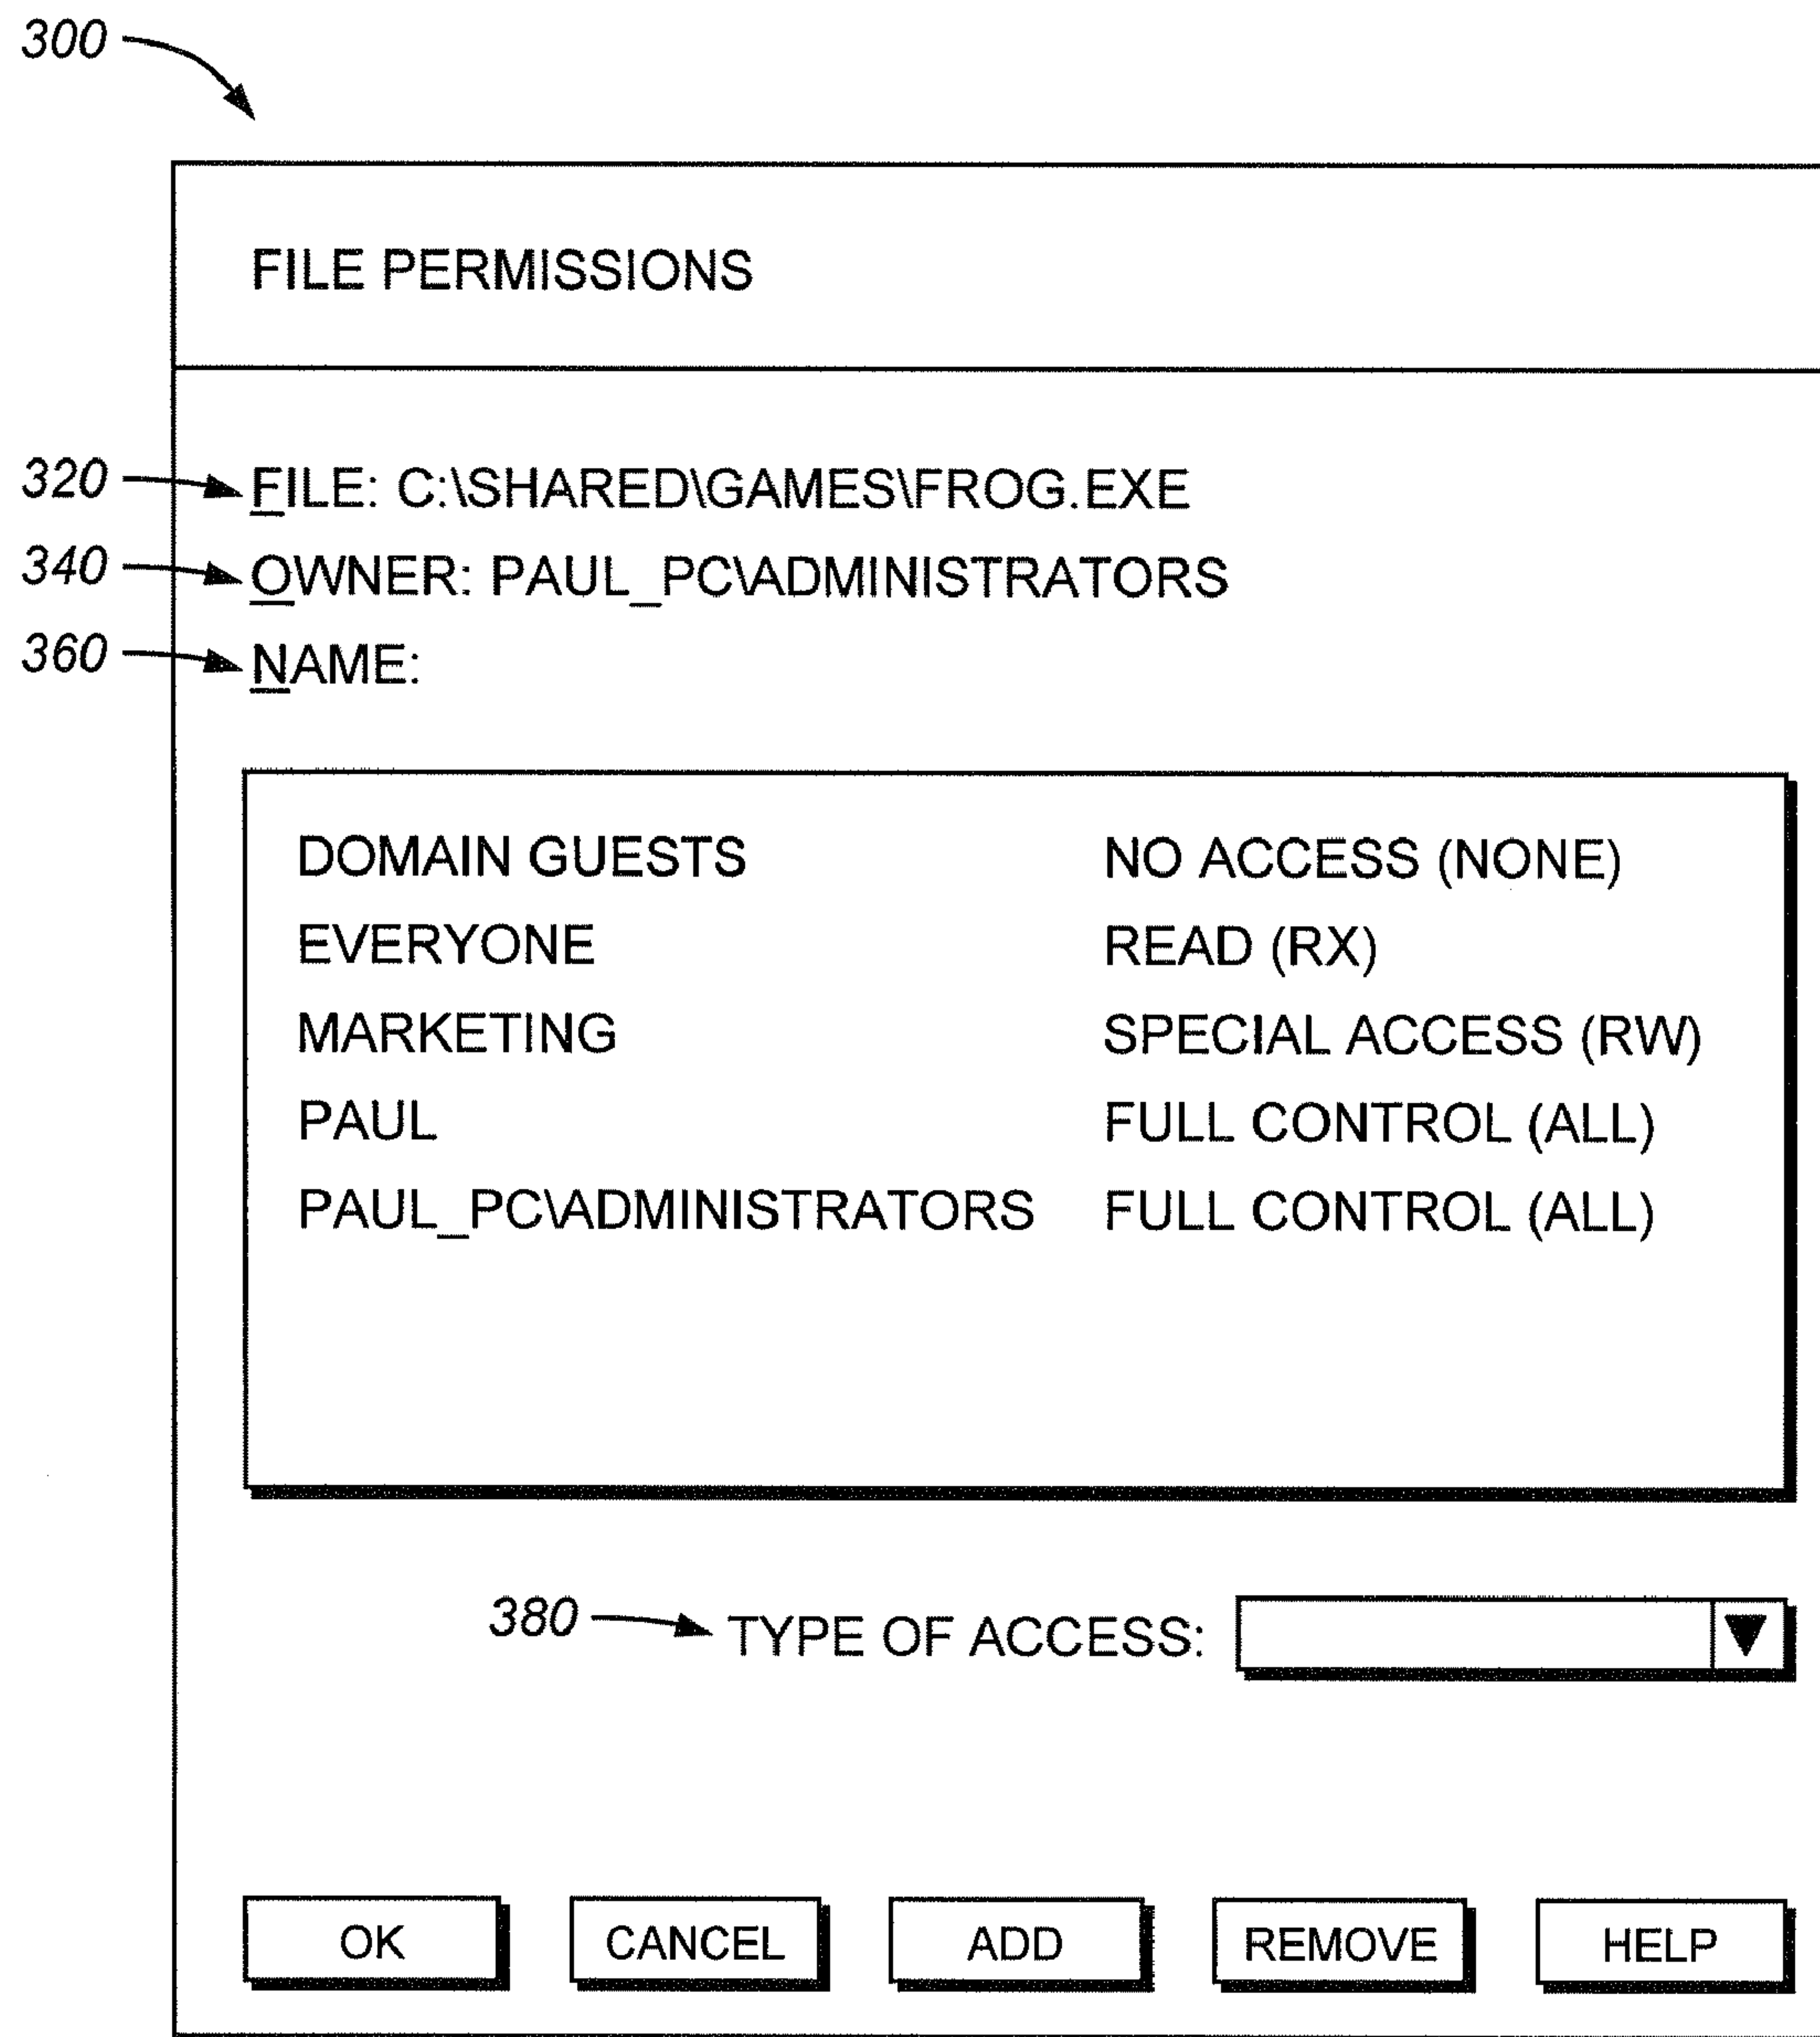 300
FILE PERMISSIONS
320 FILE: C:\SHARED\GAMES\FROG.EXE
340 OWNER: PAUL_PC\ADMINISTRATORS
360 NAME:
DOMAIN GUESTS NO ACCESS (NONE)
EVERYONE READ (RX)
MARKETING SPECIAL ACCESS (RW)
PAUL FULL CONTROL (ALL)
PAUL_PC\ADMINISTRATORS FULL CONTROL (ALL)
380 TYPE OF ACCESS:
OK CANCEL ADD REMOVE HELP